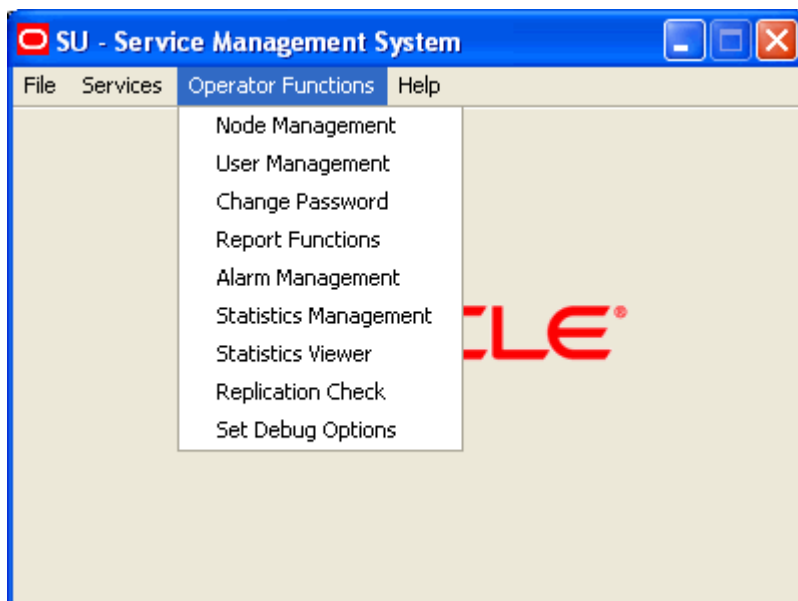 SU - Service Management System
File Services Operator Functions Help
Node Management
User Management
Change Password
Report Functions
Alarm Management
Statistics Management
Statistics Viewer
Replication Check
Set Debug Options
CLE®